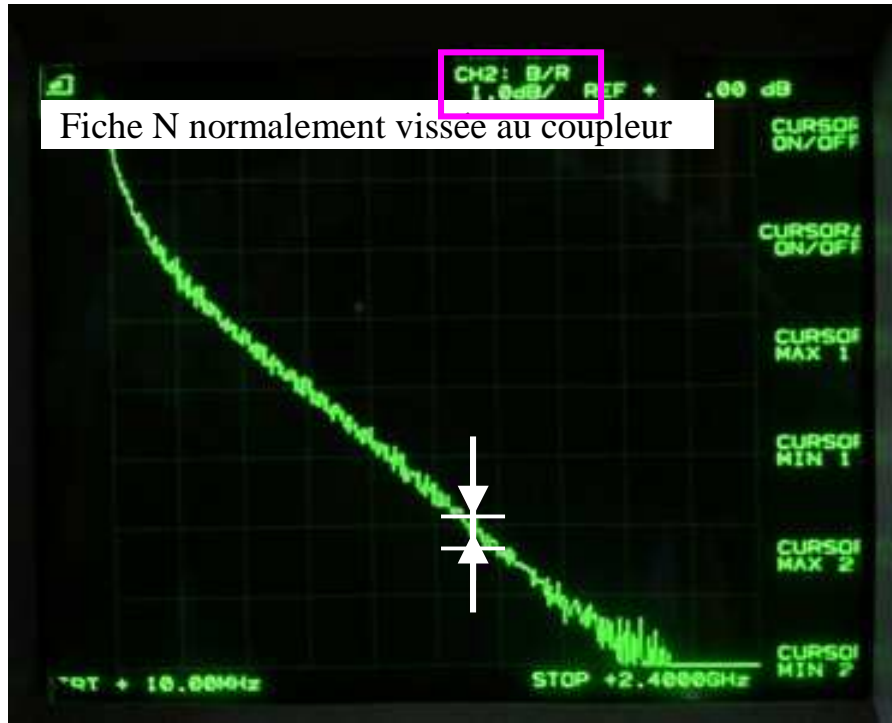 CH2: B/R
1.0dB/ REF + .00 dB
Fiche N normalement vissée au coupleur
CURSOR
ON/OFF
CURSORΔ
ON/OFF
CURSOR
MAX 1
CURSOR
MIN 1
CURSOR
MAX 2
CURSOR
MIN 2
+ 10.00MHz STOP +2.4000GHz